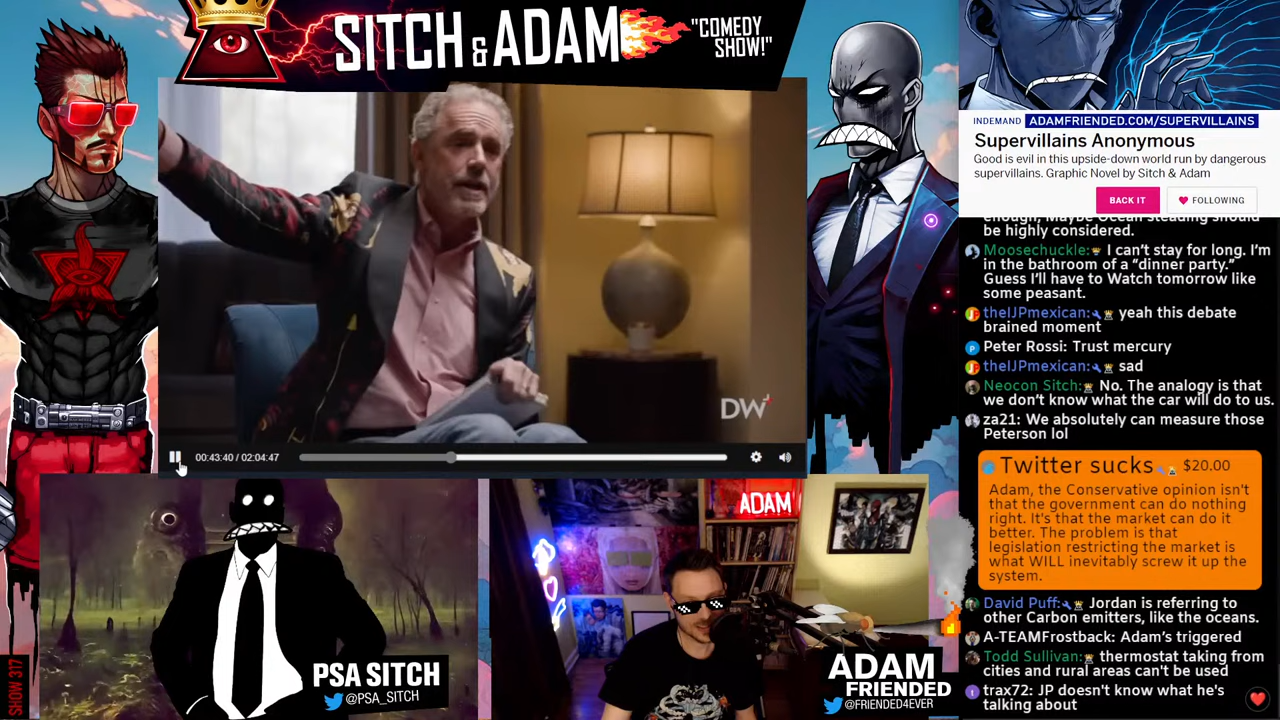 SITCH & ADAM
"COMEDY
SHOW!"
DW+
00:43:40 / 02:04:47
ADAM
PSA SITCH
@PSA_SITCH
ADAM
FRIENDED
@FRIENDED4EVER
SHOW 317
INDEMAND ADAMFRIENDED.COM/SUPERVILLAINS
Supervillains Anonymous
Good is evil in this upside-down world run by dangerous
supervillains. Graphic Novel by Sitch & Adam
BACK IT
FOLLOWING
enough, Maybe Ocean steading should
be highly considered.
Moosechuckle: I can't stay for long. I'm
in the bathroom of a "dinner party."
Guess I'll have to Watch tomorrow like
some peasant.
theIJPmexican: yeah this debate
brained moment
Peter Rossi: Trust mercury
theIJPmexican: sad
Neocon Sitch: No. The analogy is that
we don't know what the car will do to us.
za21: We absolutely can measure those
Peterson lol
Twitter sucks $20.00
Adam, the Conservative opinion isn't
that the government can do nothing
right. It's that the market can do it
better. The problem is that
legislation restricting the market is
what WILL inevitably screw it up the
system.
David Puff: Jordan is referring to
other Carbon emitters, like the oceans.
A-TEAMFrostback: Adam's triggered
Todd Sullivan: thermostat taking from
cities and rural areas can't be used
trax72: JP doesn't know what he's
talking about